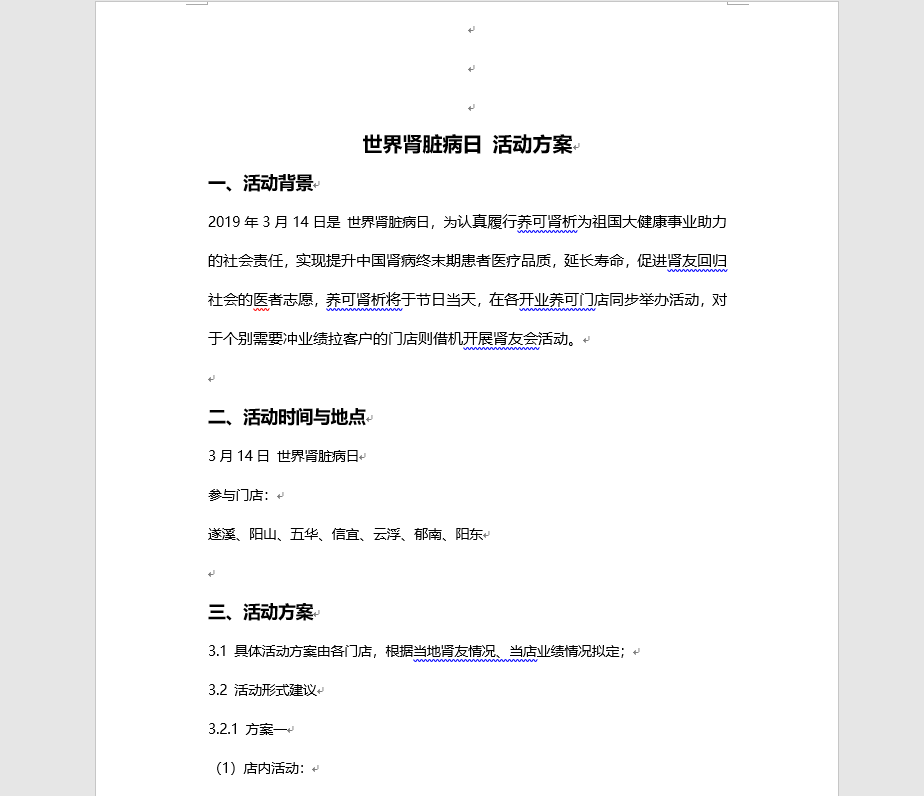 世界肾脏病日 活动方案
一、活动背景
2019 年 3 月 14 日是 世界肾脏病日，为认真履行养可肾析为祖国大健康事业助力
的社会责任，实现提升中国肾病终末期患者医疗品质，延长寿命，促进肾友回归
社会的医者志愿，养可肾析将于节日当天，在各开业养可门店同步举办活动，对
于个别需要冲业绩拉客户的门店则借机开展肾友会活动。
二、活动时间与地点
3 月 14 日 世界肾脏病日
参与门店：
遂溪、阳山、五华、信宜、云浮、郁南、阳东
三、活动方案
3.1 具体活动方案由各门店，根据当地肾友情况、当店业绩情况拟定；
3.2 活动形式建议
3.2.1 方案一
（1）店内活动：